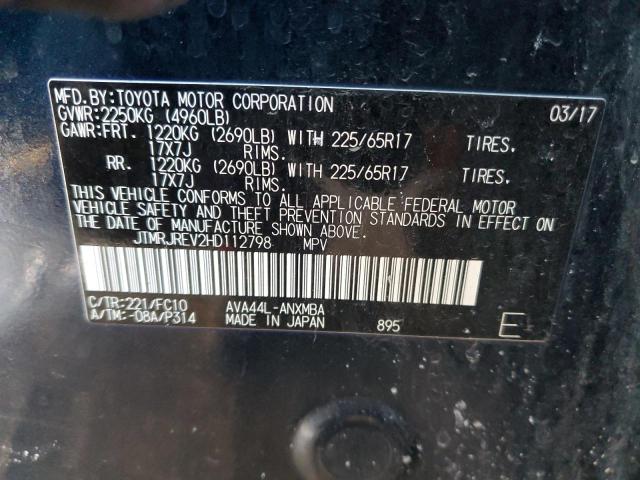 MFD.BY:TOYOTA MOTOR CORPORATION 03/17
GVWR:2250KG (4960LB)
GAWR:FRT. 1220KG (2690LB) WITH 225/65R17 TIRES.
17X7J RIMS.
RR. 1220KG (2690LB) WITH 225/65R17 TIRES.
17X7J RIMS.
THIS VEHICLE CONFORMS TO ALL APPLICABLE FEDERAL MOTOR
VEHICLE SAFETY AND THEFT PREVENTION STANDARDS IN EFFECT ON
THE DATE OF MANUFACTURE SHOWN ABOVE.
JTMRJREV2HD112798 MPV
C/TR:221/FC10 AVA44L-ANXMBA
A/TM:-08A/P314 MADE IN JAPAN 895 E